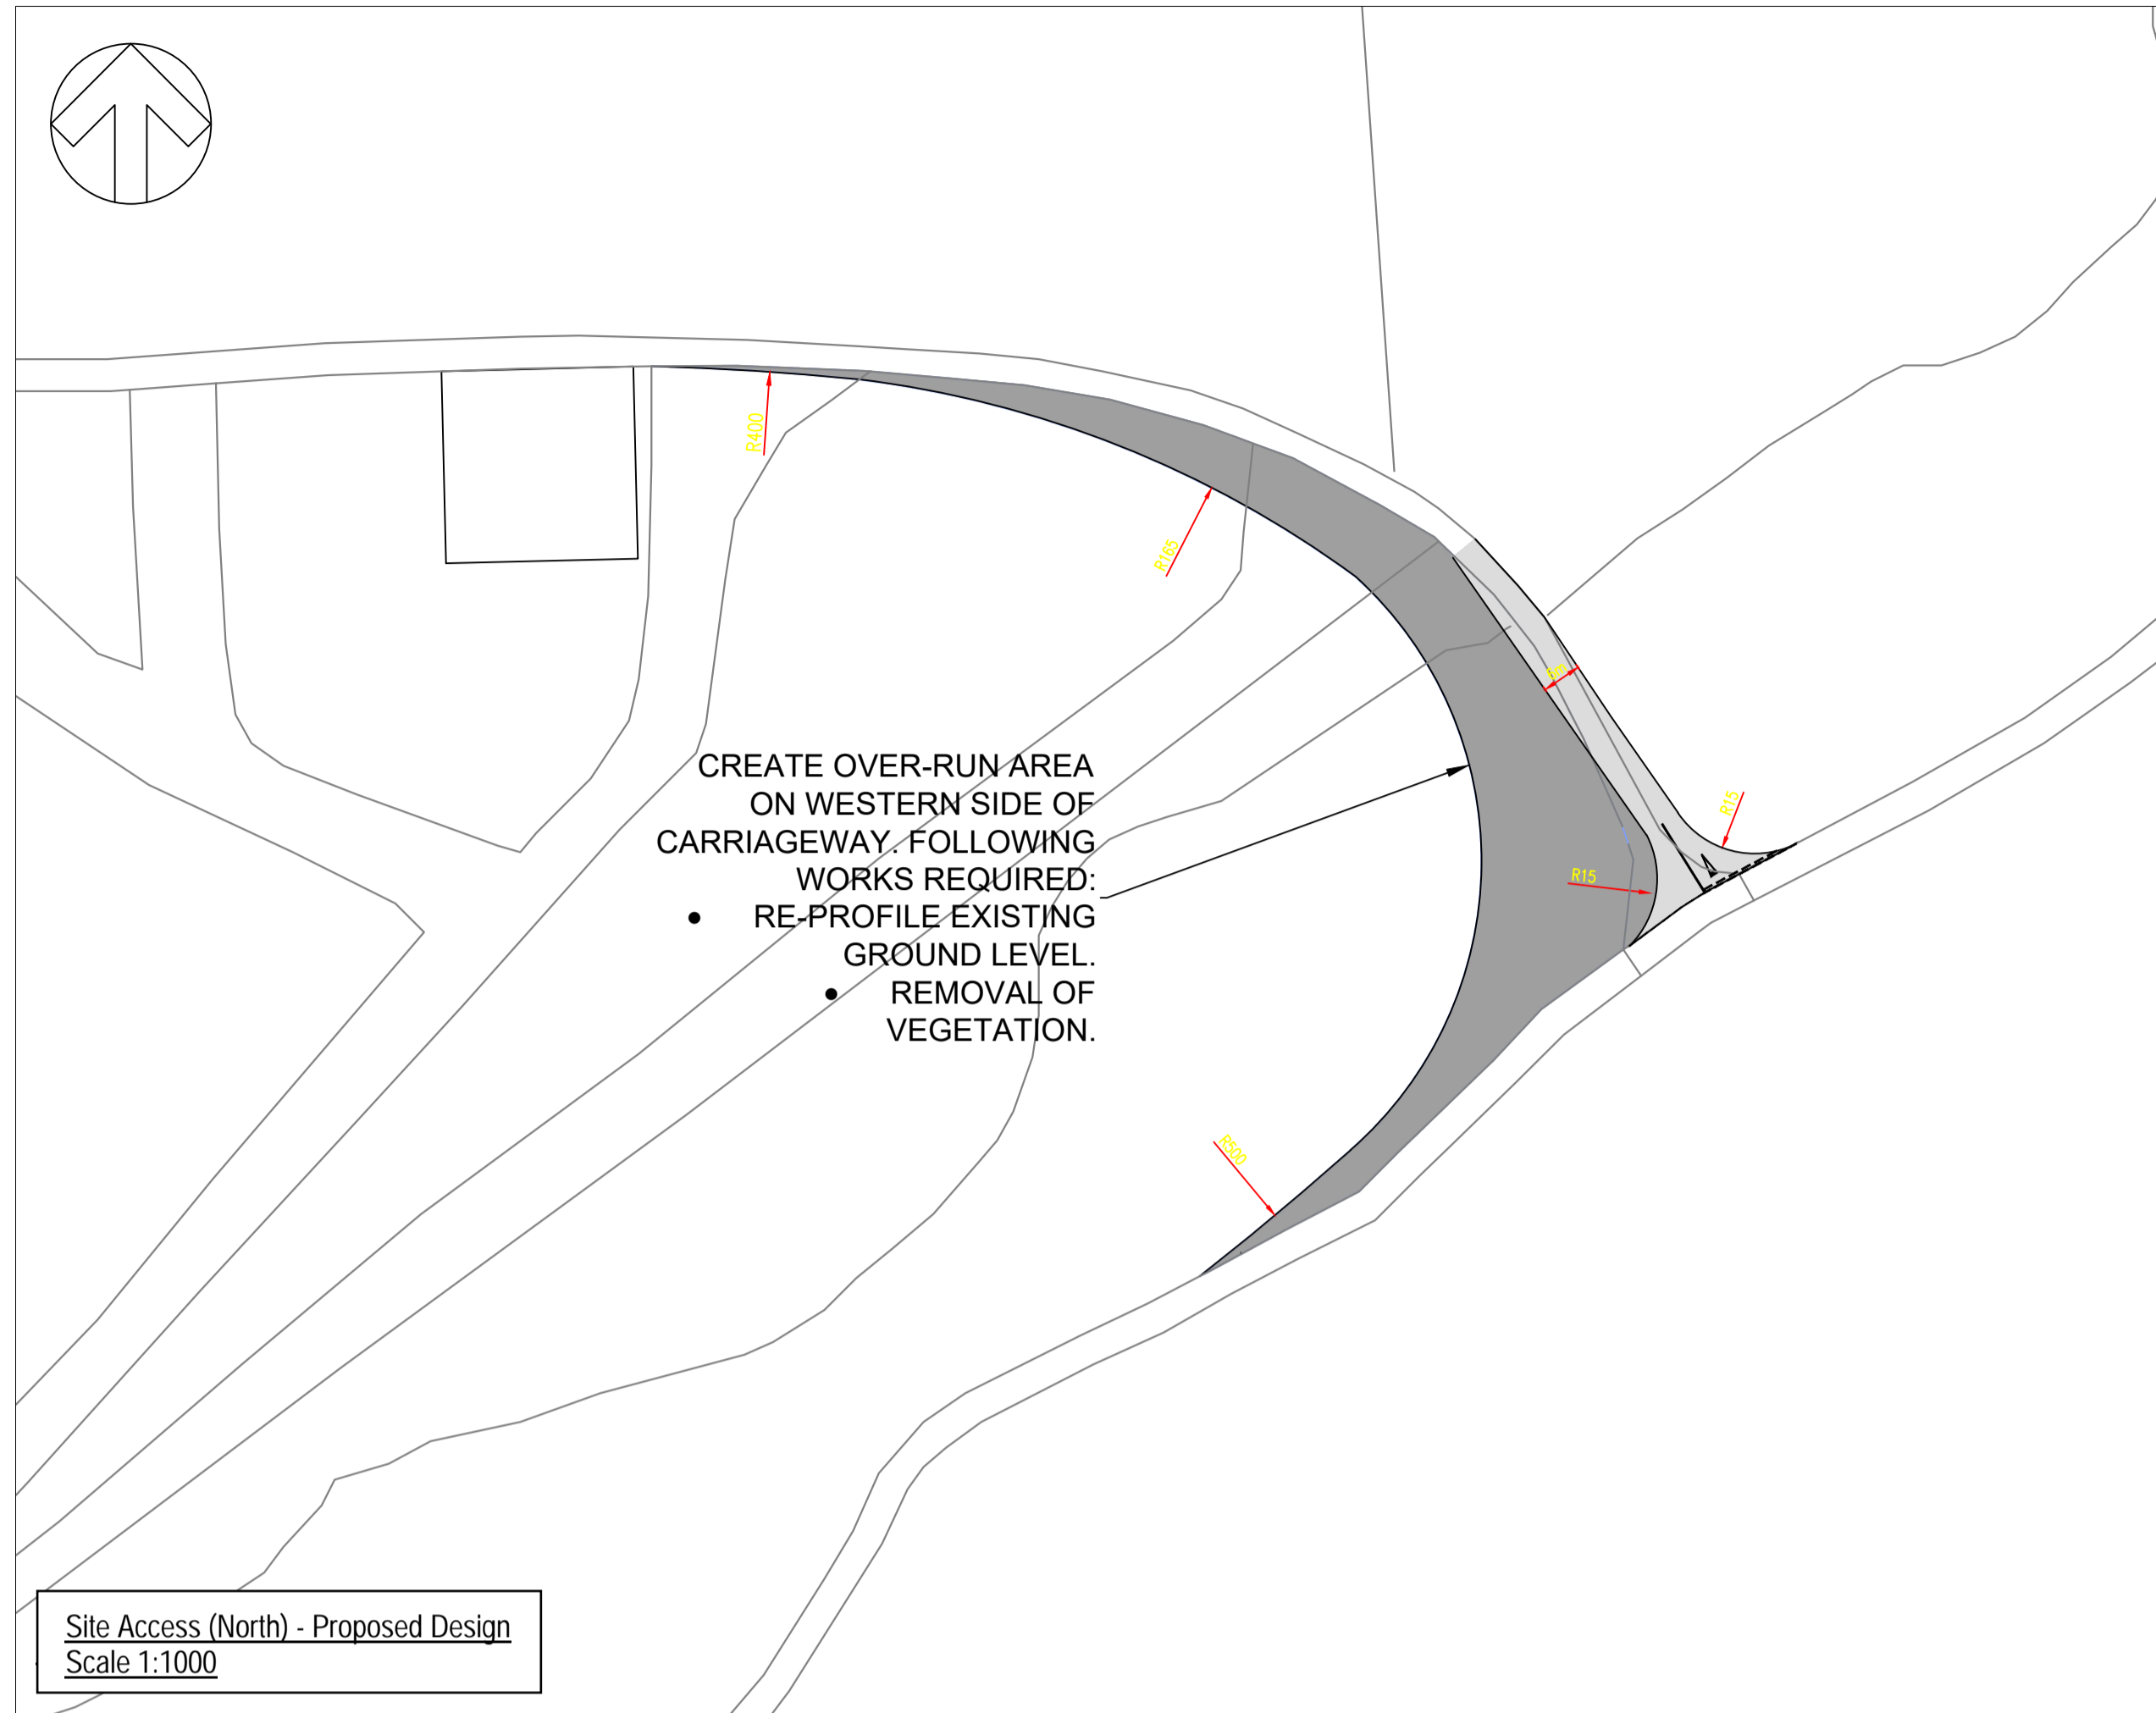 R400
R165
CREATE OVER-RUN AREA
ON WESTERN SIDE OF
CARRIAGEWAY. FOLLOWING
WORKS REQUIRED:
● RE-PROFILE EXISTING
GROUND LEVEL.
● REMOVAL OF
VEGETATION.
R15
R15
R500
Site Access (North) - Proposed Design
Scale 1:1000